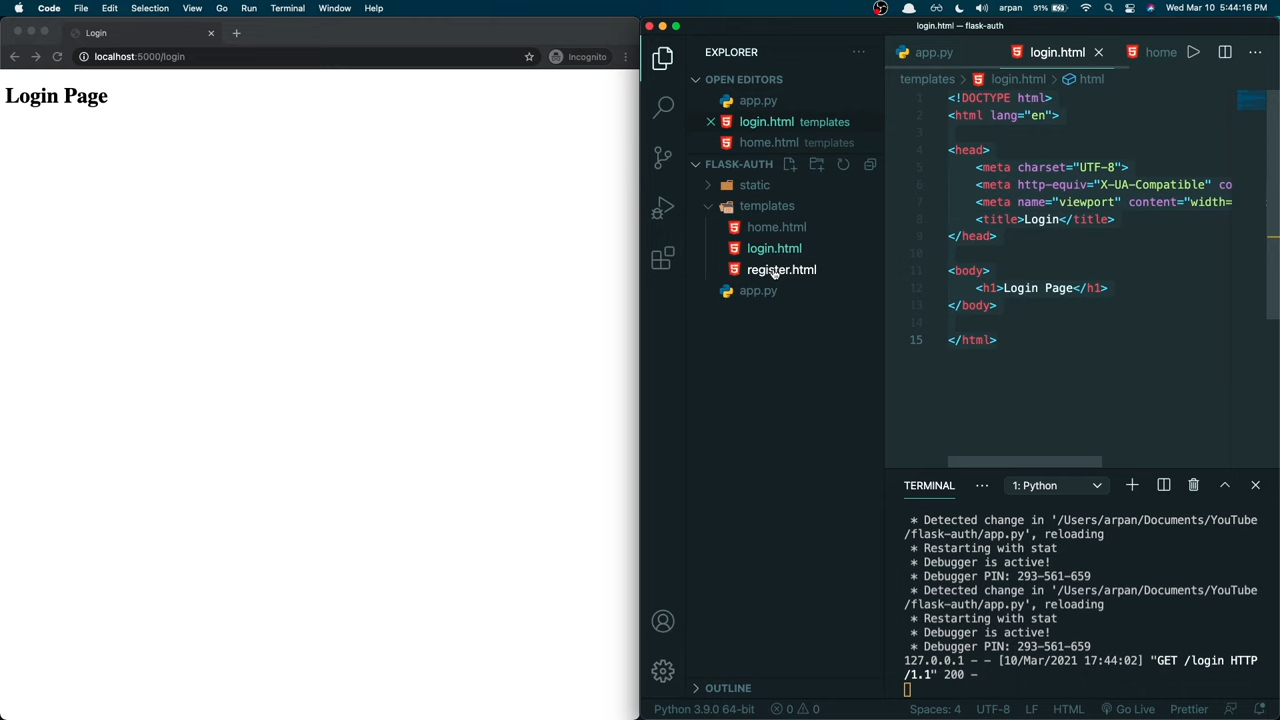 Code File Edit Selection View Go Run Terminal Window Help
arpan 91% Wed Mar 10 5:44:16 PM
Login
localhost:5000/login
Incognito
Login Page
login.html — flask-auth
EXPLORER
OPEN EDITORS
app.py
login.html templates
home.html templates
FLASK-AUTH
static
templates
home.html
login.html
register.html
app.py
OUTLINE
app.py login.html home
templates > login.html > html
1 <!DOCTYPE html>
2 <html lang="en">
3
4 <head>
5 <meta charset="UTF-8">
6 <meta http-equiv="X-UA-Compatible" co
7 <meta name="viewport" content="width=
8 <title>Login</title>
9 </head>
10
11 <body>
12 <h1>Login Page</h1>
13 </body>
14
15 </html>
TERMINAL 1: Python
* Detected change in '/Users/arpan/Documents/YouTube
/flask-auth/app.py', reloading
* Restarting with stat
* Debugger is active!
* Debugger PIN: 293-561-659
* Detected change in '/Users/arpan/Documents/YouTube
/flask-auth/app.py', reloading
* Restarting with stat
* Debugger is active!
* Debugger PIN: 293-561-659
127.0.0.1 - - [10/Mar/2021 17:44:02] "GET /login HTTP
/1.1" 200 -
Python 3.9.0 64-bit 0 0 Spaces: 4 UTF-8 LF HTML Go Live Prettier